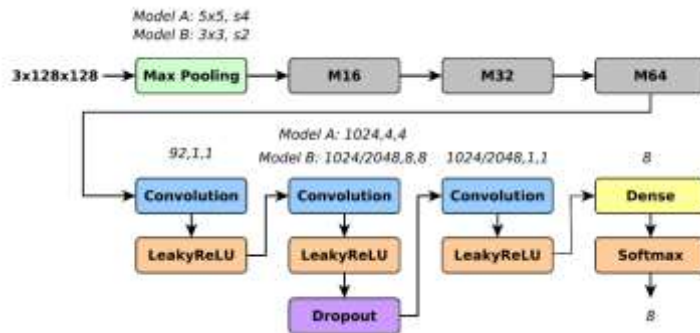 Model A: 5x5, s4
Model B: 3x3, s2
3x128x128
Max Pooling
M16
M32
M64
92,1,1
Model A: 1024,4,4
Model B: 1024/2048,8,8
1024/2048,1,1
8
Convolution
Convolution
Convolution
Dense
LeakyReLU
LeakyReLU
LeakyReLU
Softmax
Dropout
8